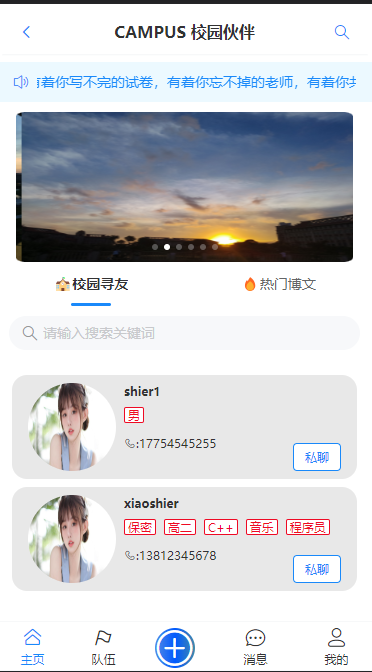 CAMPUS 校园伙伴
有着你写不完的试卷，有着你忘不掉的老师，有着你
校园寻友 热门博文
请输入搜索关键词
shier1
男
:17754545255
私聊
xiaoshier
保密 高二 C++ 音乐 程序员
:13812345678
私聊
主页 队伍 消息 我的